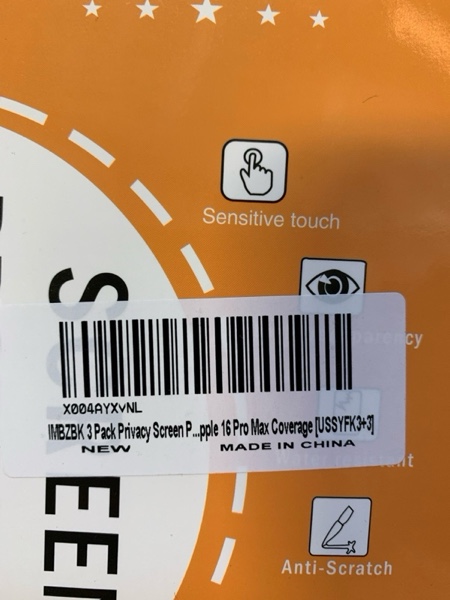 Sensitive touch
parency
X004AYXVNL
IMBZBK 3 Pack Privacy Screen P...pple 16 Pro Max Coverage [USSYFK3+3]
NEW MADE IN CHINA
Anti-Scratch